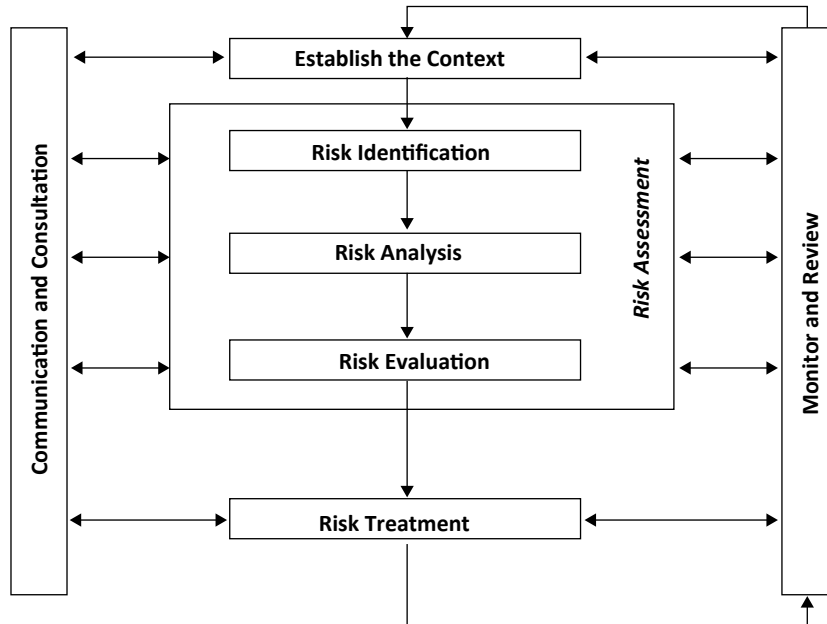 Establish the Context
Risk Identification
Risk Analysis
Risk Evaluation
Risk Assessment
Risk Treatment
Communication and Consultation
Monitor and Review